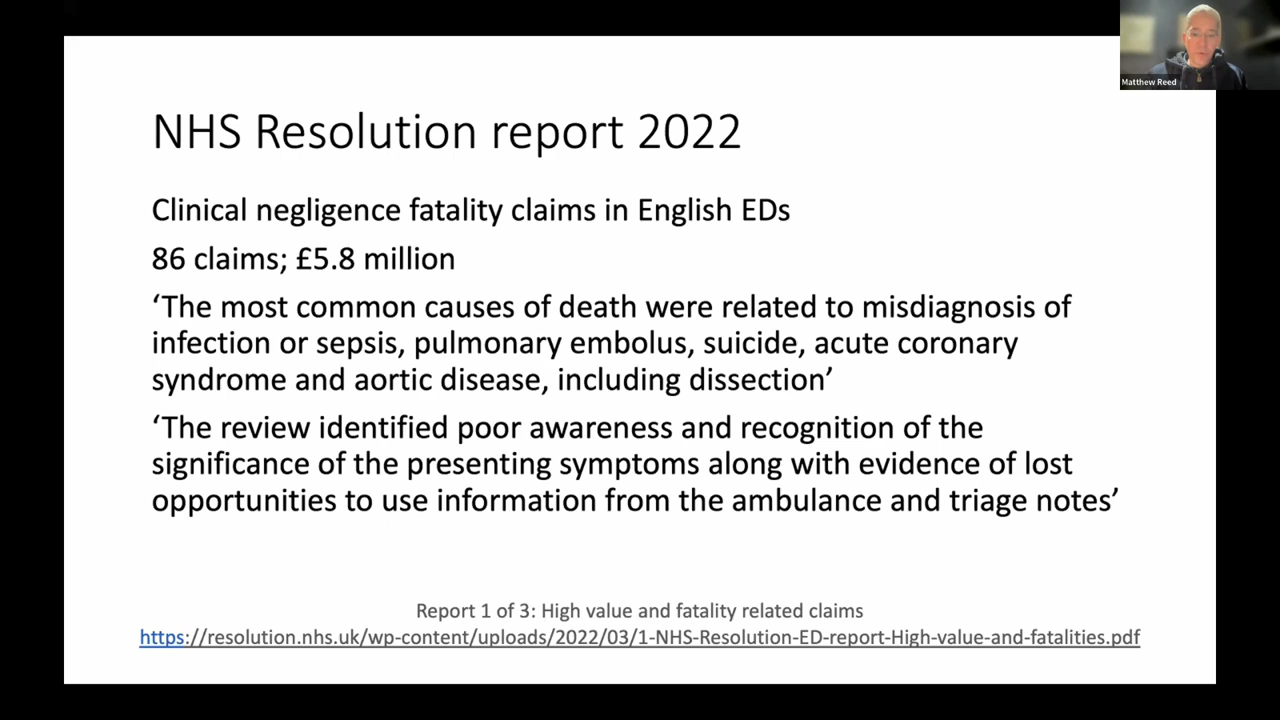 Matthew Reed
NHS Resolution report 2022
Clinical negligence fatality claims in English EDs
86 claims; £5.8 million
‘The most common causes of death were related to misdiagnosis of
infection or sepsis, pulmonary embolus, suicide, acute coronary
syndrome and aortic disease, including dissection’
‘The review identified poor awareness and recognition of the
significance of the presenting symptoms along with evidence of lost
opportunities to use information from the ambulance and triage notes’
Report 1 of 3: High value and fatality related claims
https://resolution.nhs.uk/wp-content/uploads/2022/03/1-NHS-Resolution-ED-report-High-value-and-fatalities.pdf